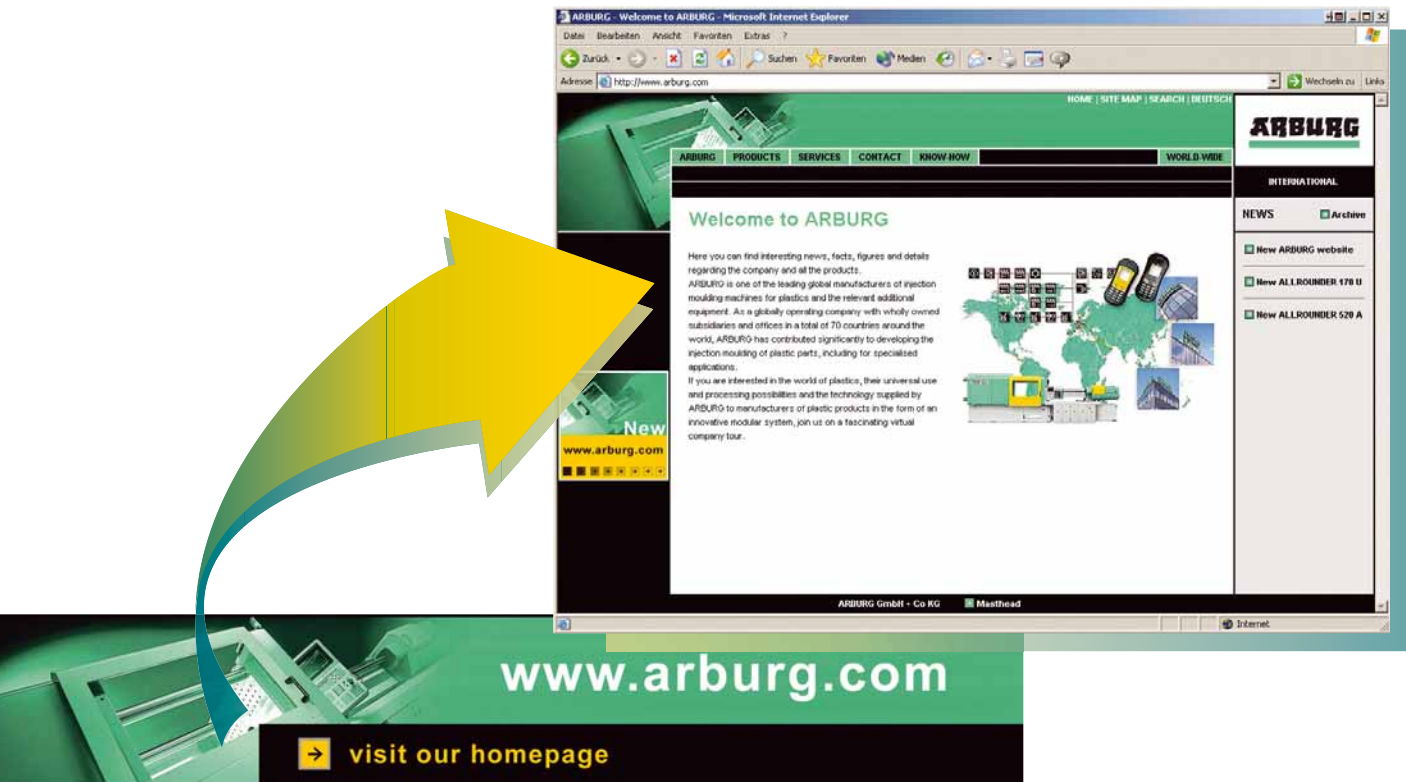 ARBURG - Welcome to ARBURG - Microsoft Internet Explorer
Datei Bearbeiten Ansicht Favoriten Extras ?
Zurück Suchen Favoriten Medien
Adresse http://www.arburg.com Wechseln zu Links
HOME | SITE MAP | SEARCH | DEUTSCH
ARBURG
ARBURG PRODUCTS SERVICES CONTACT KNOW-HOW WORLD-WIDE
INTERNATIONAL
NEWS Archive
New ARBURG website
New ALLROUNDER 170 U
New ALLROUNDER 520 A
Welcome to ARBURG
Here you can find interesting news, facts, figures and details
regarding the company and all the products.
ARBURG is one of the leading global manufacturers of injection
moulding machines for plastics and the relevant additional
equipment. As a globally operating company with wholly owned
subsidiaries and offices in a total of 70 countries around the
world, ARBURG has contributed significantly to developing the
injection moulding of plastic parts, including for specialised
applications.
If you are interested in the world of plastics, their universal use
and processing possibilities and the technology supplied by
ARBURG to manufacturers of plastic products in the form of an
innovative modular system, join us on a fascinating virtual
company tour.
New
www.arburg.com
ARBURG GmbH + Co KG Masthead
Internet
www.arburg.com
visit our homepage